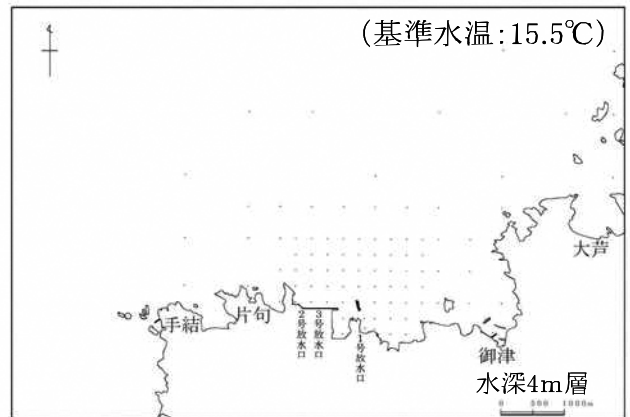 (基準水温:15.5℃)
大芦
手結
片句
2号放水口
3号放水口
1号放水口
御津
水深4m層
0 500 1000m